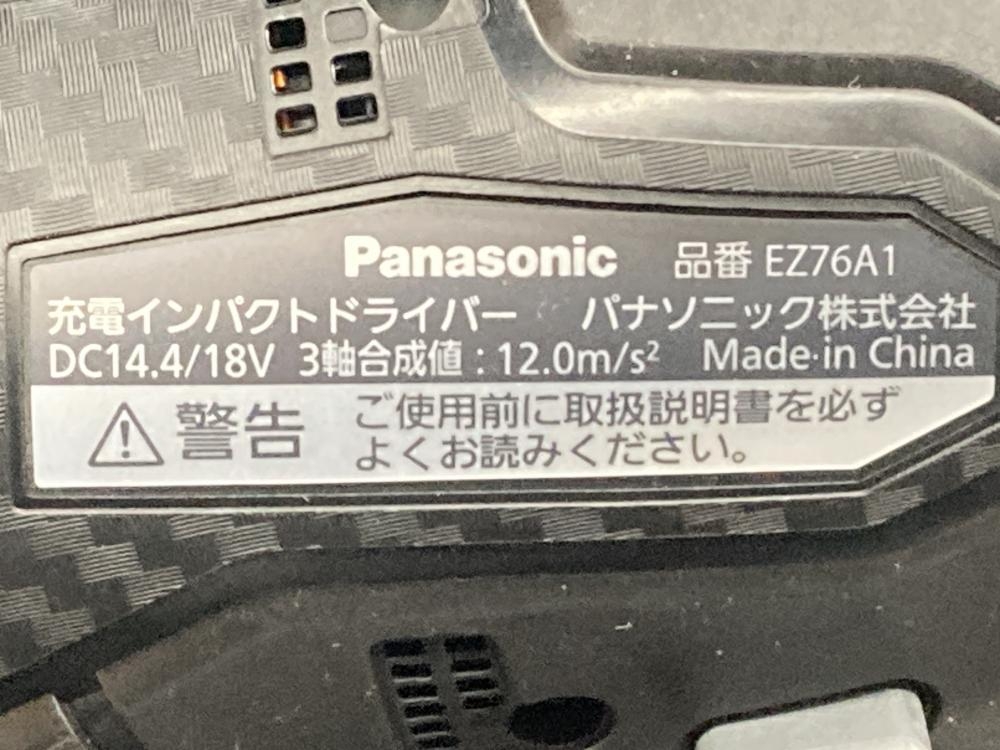 Panasonic 品番 EZ76A1
充電インパクトドライバー パナソニック株式会社
DC14.4/18V 3軸合成値:12.0m/s² Made in China
警告 ご使用前に取扱説明書を必ず
よくお読みください。